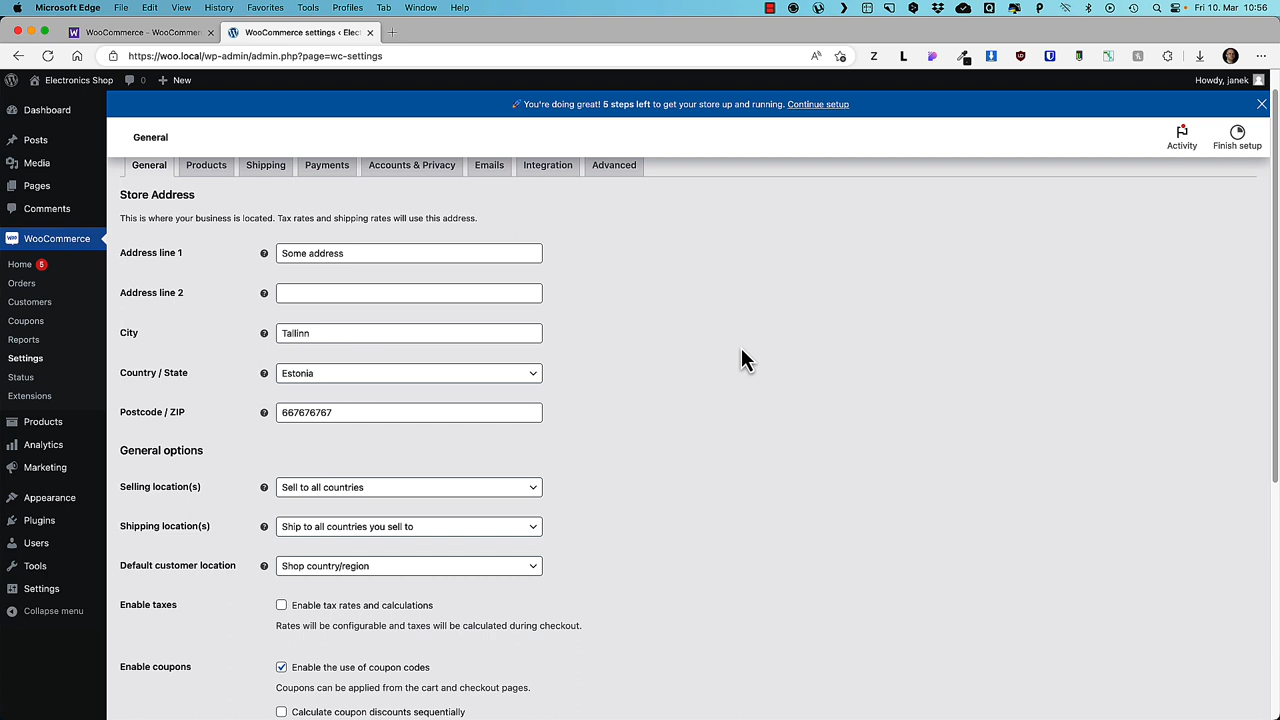 Microsoft Edge File Edit View History Favorites Tools Profiles Tab Window Help Fri 10. Mar 10:56
WooCommerce – WooCommer
WooCommerce settings ‹ Elect
https://woo.local/wp-admin/admin.php?page=wc-settings
Electronics Shop 0 New Howdy, janek
🚀 You're doing great! 5 steps left to get your store up and running. Continue setup
General
Activity
Finish setup
Dashboard
Posts
Media
Pages
Comments
WooCommerce
Home 5
Orders
Customers
Coupons
Reports
Settings
Status
Extensions
Products
Analytics
Marketing
Appearance
Plugins
Users
Tools
Settings
Collapse menu
General Products Shipping Payments Accounts & Privacy Emails Integration Advanced
Store Address
This is where your business is located. Tax rates and shipping rates will use this address.
Address line 1 Some address
Address line 2
City Tallinn
Country / State Estonia
Postcode / ZIP 667676767
General options
Selling location(s) Sell to all countries
Shipping location(s) Ship to all countries you sell to
Default customer location Shop country/region
Enable taxes Enable tax rates and calculations
Rates will be configurable and taxes will be calculated during checkout.
Enable coupons Enable the use of coupon codes
Coupons can be applied from the cart and checkout pages.
Calculate coupon discounts sequentially